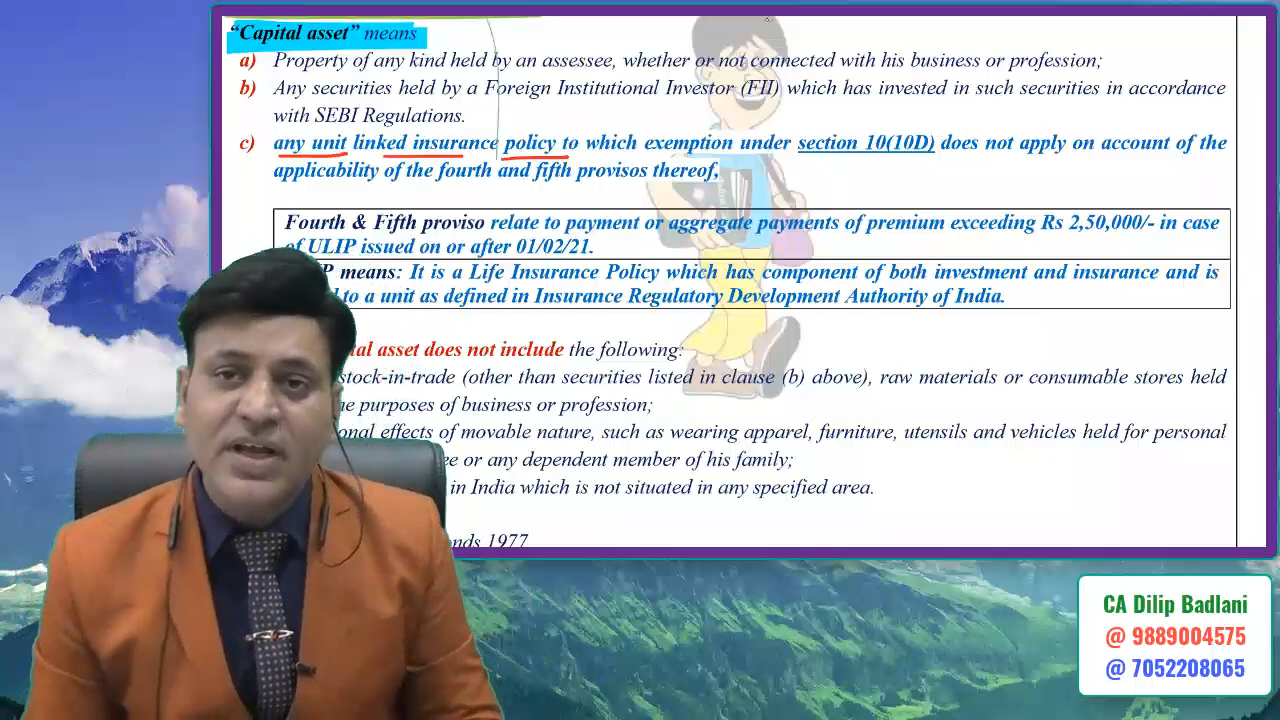 “Capital asset” means
a) Property of any kind held by an assessee, whether or not connected with his business or profession;
b) Any securities held by a Foreign Institutional Investor (FII) which has invested in such securities in accordance
with SEBI Regulations.
c) any unit linked insurance policy to which exemption under section 10(10D) does not apply on account of the
applicability of the fourth and fifth provisos thereof,
Fourth & Fifth proviso relate to payment or aggregate payments of premium exceeding Rs 2,50,000/- in case
of ULIP issued on or after 01/02/21.
means: It is a Life Insurance Policy which has component of both investment and insurance and is
to a unit as defined in Insurance Regulatory Development Authority of India.
asset does not include the following:
stock-in-trade (other than securities listed in clause (b) above), raw materials or consumable stores held
purposes of business or profession;
effects of movable nature, such as wearing apparel, furniture, utensils and vehicles held for personal
or any dependent member of his family;
in India which is not situated in any specified area.
1977
CA Dilip Badlani
@ 9889004575
@ 7052208065